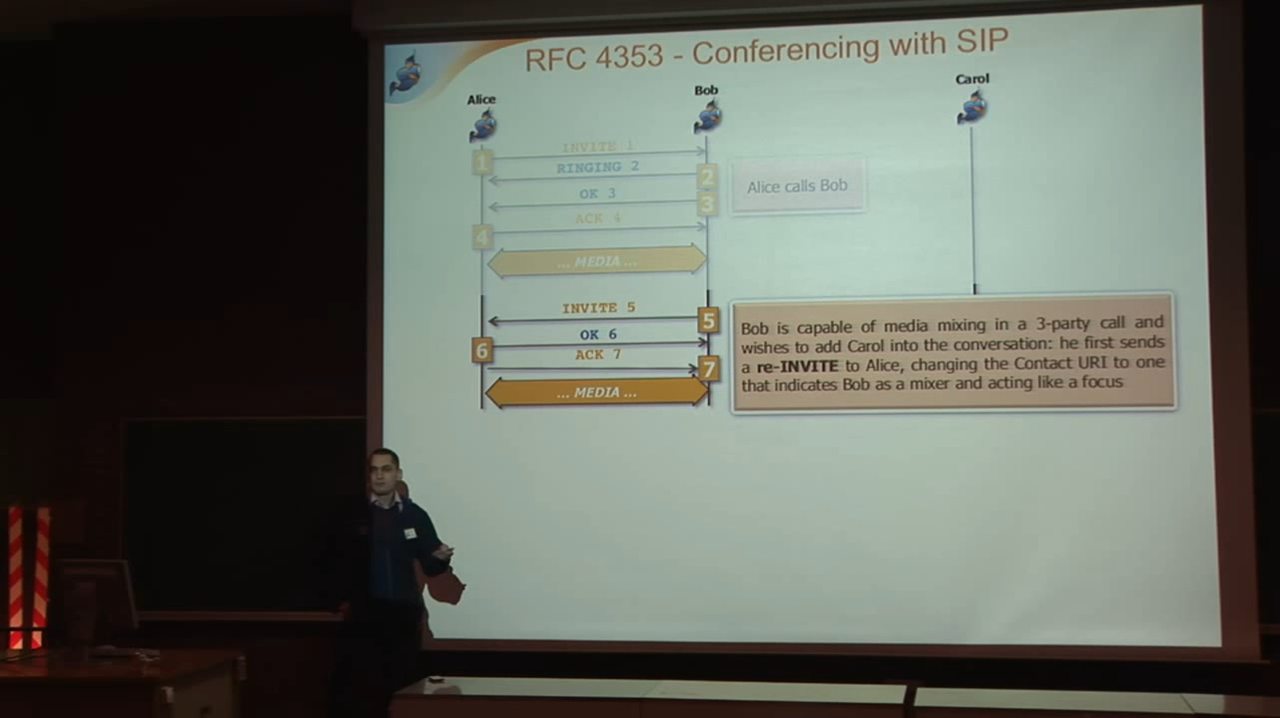 RFC 4353 - Conferencing with SIP
Alice
Bob
Carol
INVITE 1
1
RINGING 2
2
Alice calls Bob
OK 3
3
ACK 4
4
... MEDIA ...
INVITE 5
5
OK 6
6
ACK 7
7
... MEDIA ...
Bob is capable of media mixing in a 3-party call and
wishes to add Carol into the conversation: he first sends
a re-INVITE to Alice, changing the Contact URI to one
that indicates Bob as a mixer and acting like a focus